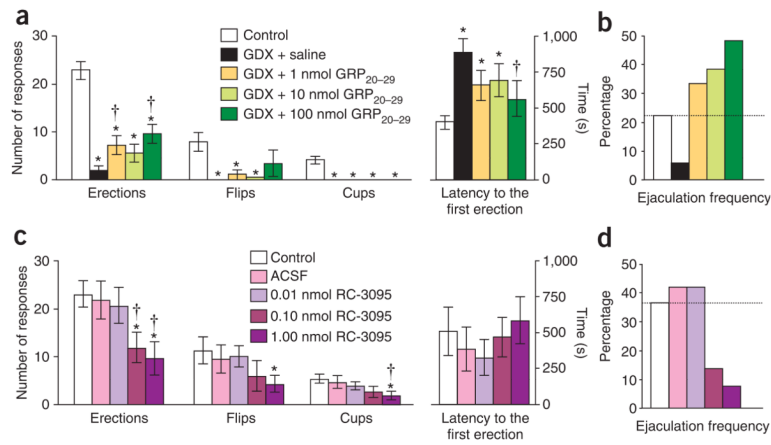 a
Number of responses
30
20
10
0
Control
GDX + saline
GDX + 1 nmol GRP20–29
GDX + 10 nmol GRP20–29
GDX + 100 nmol GRP20–29
*
†
*
*
†
*
*
*
*
*
*
*
*
*
*
*
†
Erections
Flips
Cups
Latency to the
first erection
1,000
750
500
250
0
Time (s)
b
Percentage
50
40
30
20
10
0
Ejaculation frequency
c
Number of responses
30
20
10
0
Control
ACSF
0.01 nmol RC-3095
0.10 nmol RC-3095
1.00 nmol RC-3095
†
*
†
*
*
†
*
Erections
Flips
Cups
Latency to the
first erection
1,000
750
500
250
0
Time (s)
d
Percentage
50
40
30
20
10
0
Ejaculation frequency